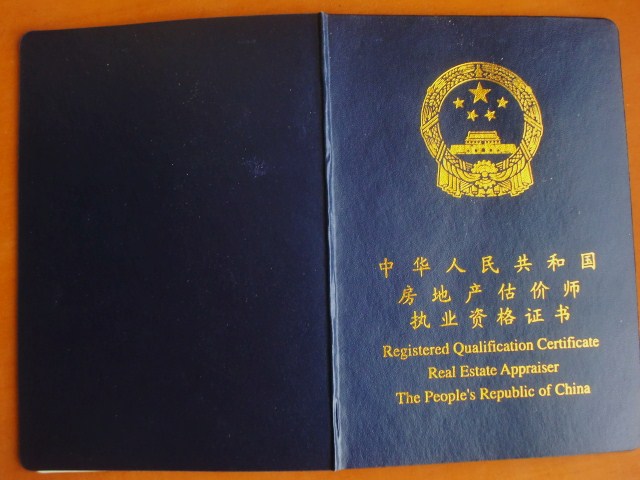 中华人民共和国
房地产估价师
执业资格证书
Registered Qualification Certificate
Real Estate Appraiser
The People's Republic of China